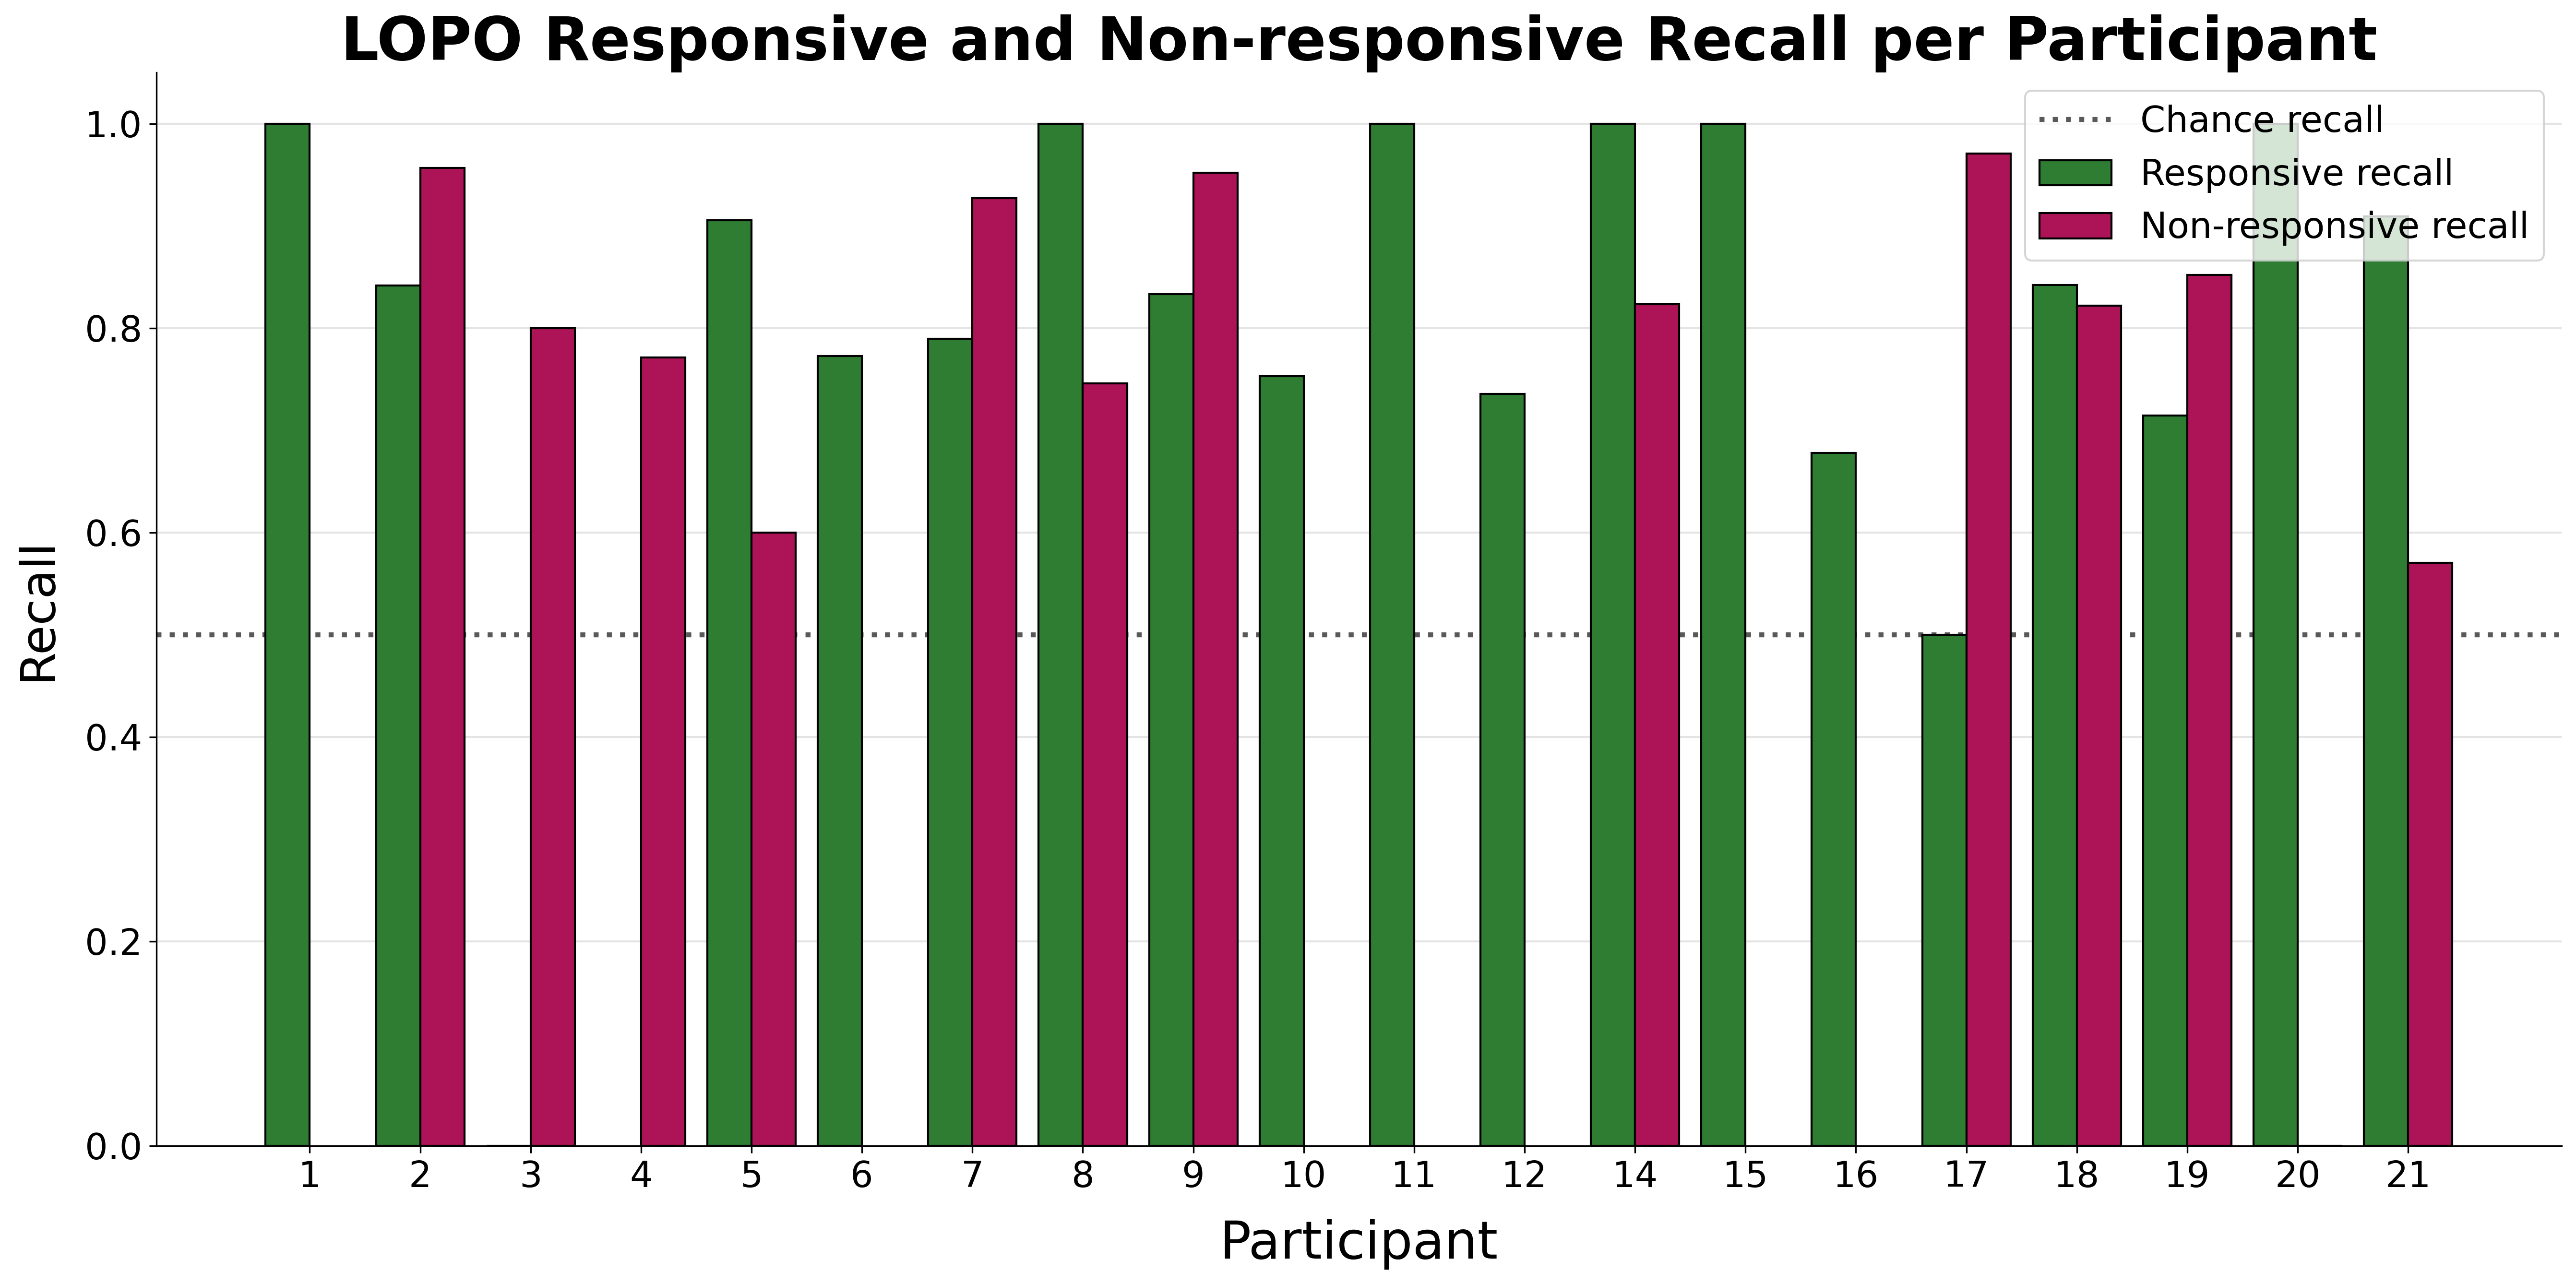 LOPO Responsive and Non-responsive Recall per Participant
Chance recall
Responsive recall
Non-responsive recall
Recall
1.0
0.8
0.6
0.4
0.2
0.0
1 2 3 4 5 6 7 8 9 10 11 12 14 15 16 17 18 19 20 21
Participant